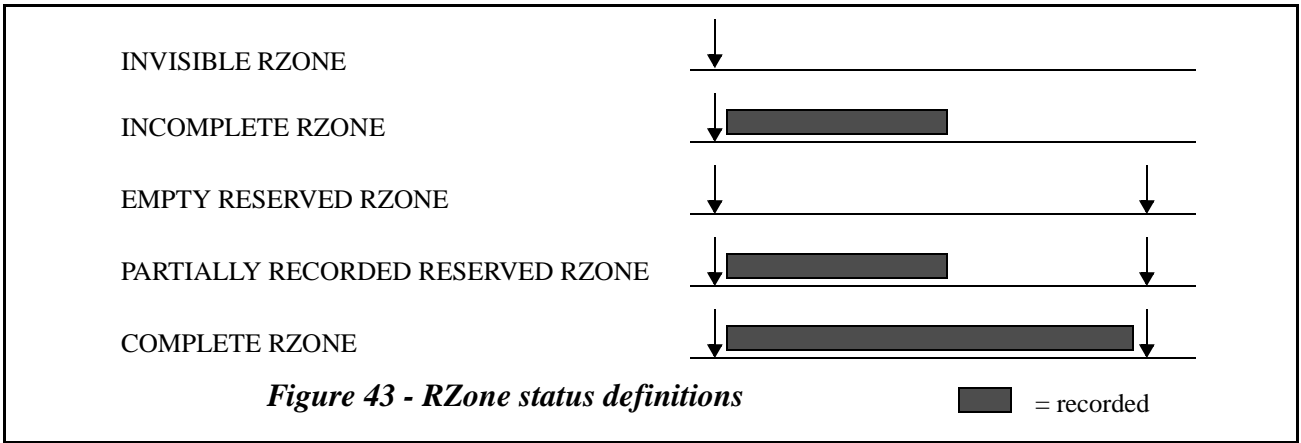 INVISIBLE RZONE
INCOMPLETE RZONE
EMPTY RESERVED RZONE
PARTIALLY RECORDED RESERVED RZONE
COMPLETE RZONE
Figure 43 - RZone status definitions
= recorded